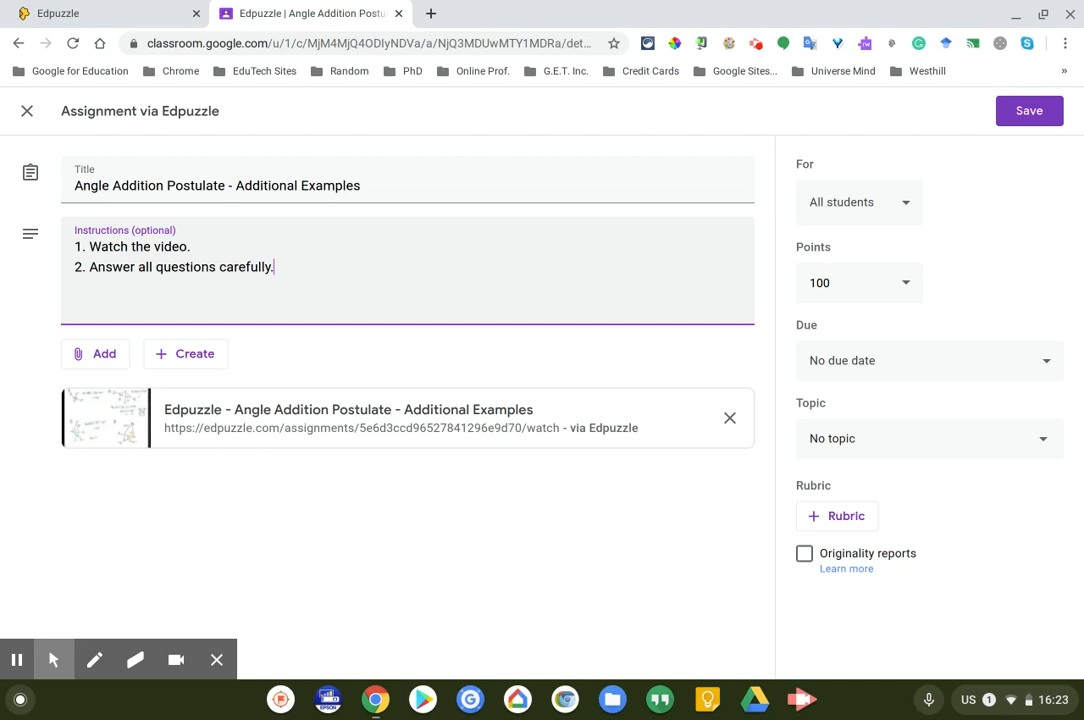 Edpuzzle
Edpuzzle | Angle Addition Postu
classroom.google.com/u/1/c/MjM4MjQ4ODIyNDVa/a/NjQ3MDUwMTY1MDRa/det...
Google for Education
Chrome
EduTech Sites
Random
PhD
Online Prof.
G.E.T. Inc.
Credit Cards
Google Sites...
Universe Mind
Westhill
»
Assignment via Edpuzzle
Save
Title
Angle Addition Postulate - Additional Examples
Instructions (optional)
1. Watch the video.
2. Answer all questions carefully.
Add
+ Create
Edpuzzle - Angle Addition Postulate - Additional Examples
https://edpuzzle.com/assignments/5e6d3ccd96527841296e9d70/watch - via Edpuzzle
For
All students
Points
100
Due
No due date
Topic
No topic
Rubric
+ Rubric
Originality reports
Learn more
EPSON
US 1 16:23